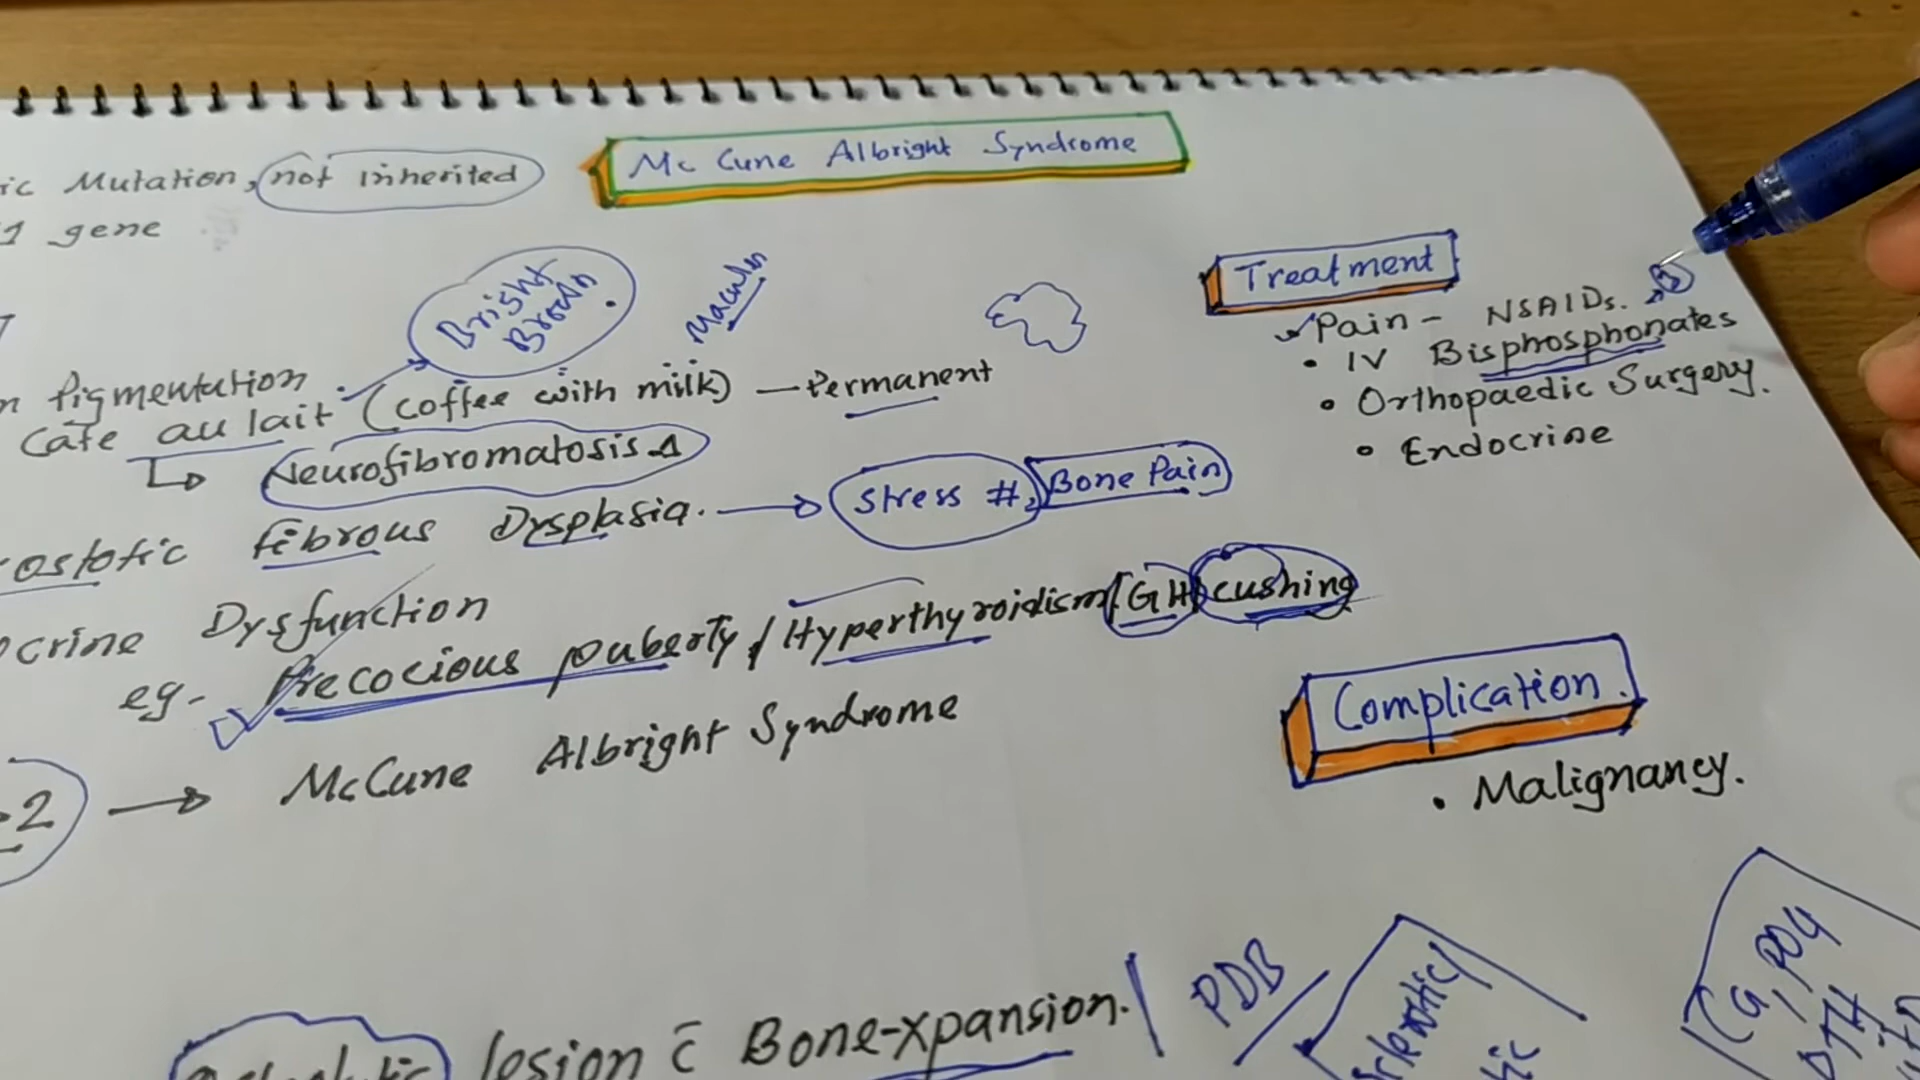 Mc Cune Albright Syndrome
ic Mutation, not inherited
1 gene
Bright
Brown.
Macules
n Pigmentation
Cafe au lait (coffee with milk) — Permanent
Neurofibromatosis Δ
ostotic fibrous Dysplasia. → Stress #, Bone Pain
ocrine Dysfunction
eg. Precocious puberty / Hyperthyroidism (GH) cushing
2 → McCune Albright Syndrome
Treatment
Pain - NSAIDs.
• IV Bisphosphonates
• Orthopaedic Surgery.
• Endocrine
Complication.
• Malignancy.
lesion c̄ Bone-xpansion. / PDB
Ca, PO4